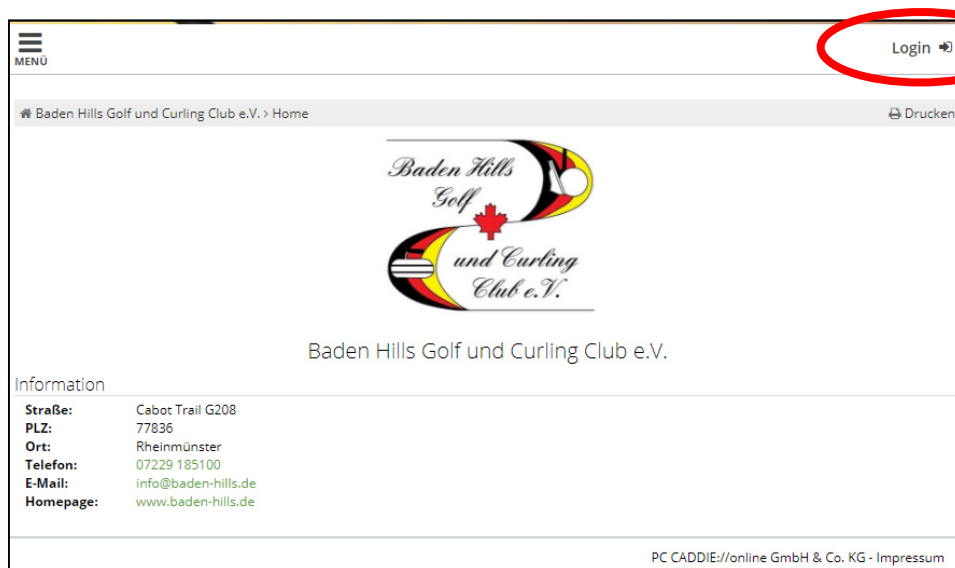 MENÜ
Login
Baden Hills Golf und Curling Club e.V. > Home
Drucken
Baden Hills
Golf
und Curling
Club e.V.
Baden Hills Golf und Curling Club e.V.
Information
Straße: Cabot Trail G208
PLZ: 77836
Ort: Rheinmünster
Telefon: 07229 185100
E-Mail: info@baden-hills.de
Homepage: www.baden-hills.de
PC CADDIE://online GmbH & Co. KG - Impressum